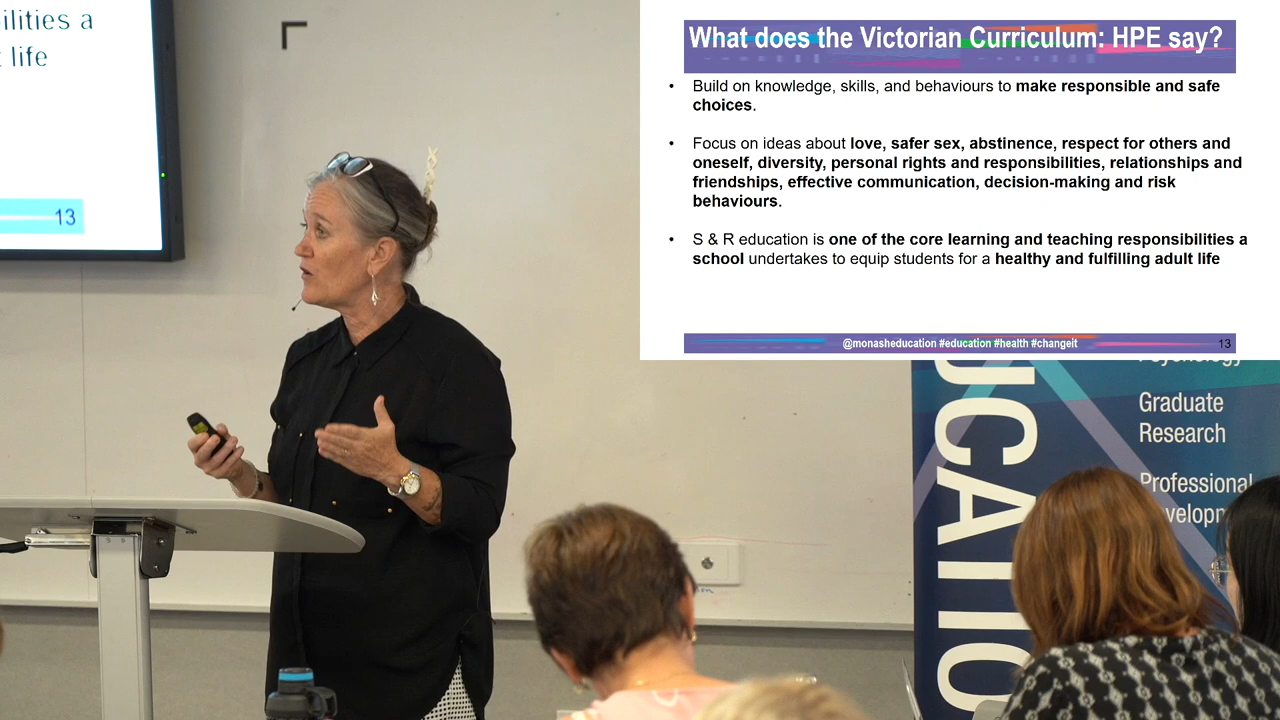 ilities a
life
13
What does the Victorian Curriculum: HPE say?
• Build on knowledge, skills, and behaviours to make responsible and safe
choices.
• Focus on ideas about love, safer sex, abstinence, respect for others and
oneself, diversity, personal rights and responsibilities, relationships and
friendships, effective communication, decision-making and risk
behaviours.
• S & R education is one of the core learning and teaching responsibilities a
school undertakes to equip students for a healthy and fulfilling adult life
@monasheducation #education #health #changeit 13
Psychology
Graduate
Research
Professional
velopm
UCATIO